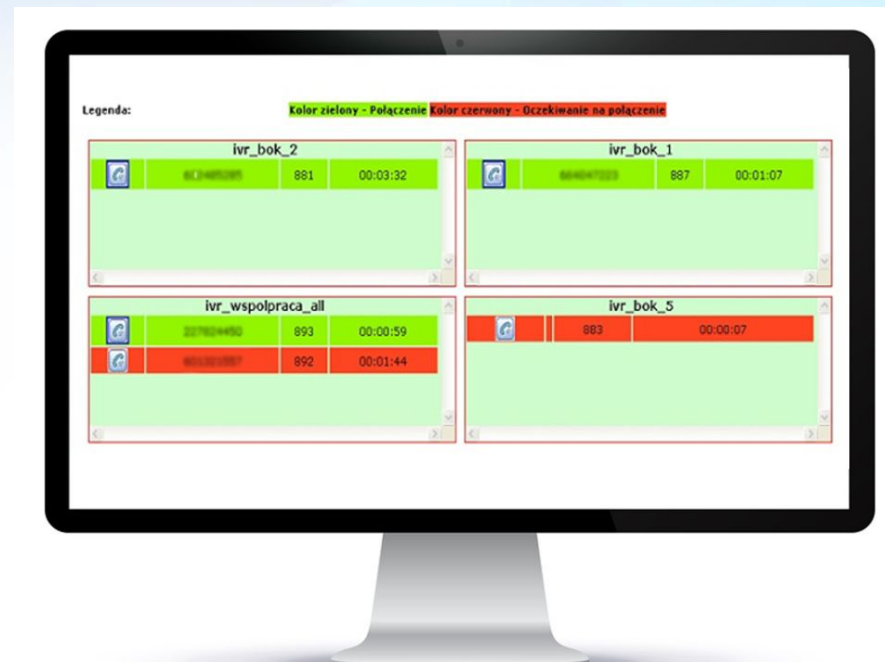 Legenda: Kolor zielony - Połączenie Kolor czerwony - Oczekiwanie na połączenie
ivr_bok_2
881 00:03:32
ivr_bok_1
887 00:01:07
ivr_wspolpraca_all
893 00:00:59
892 00:01:44
ivr_bok_5
883 00:00:07